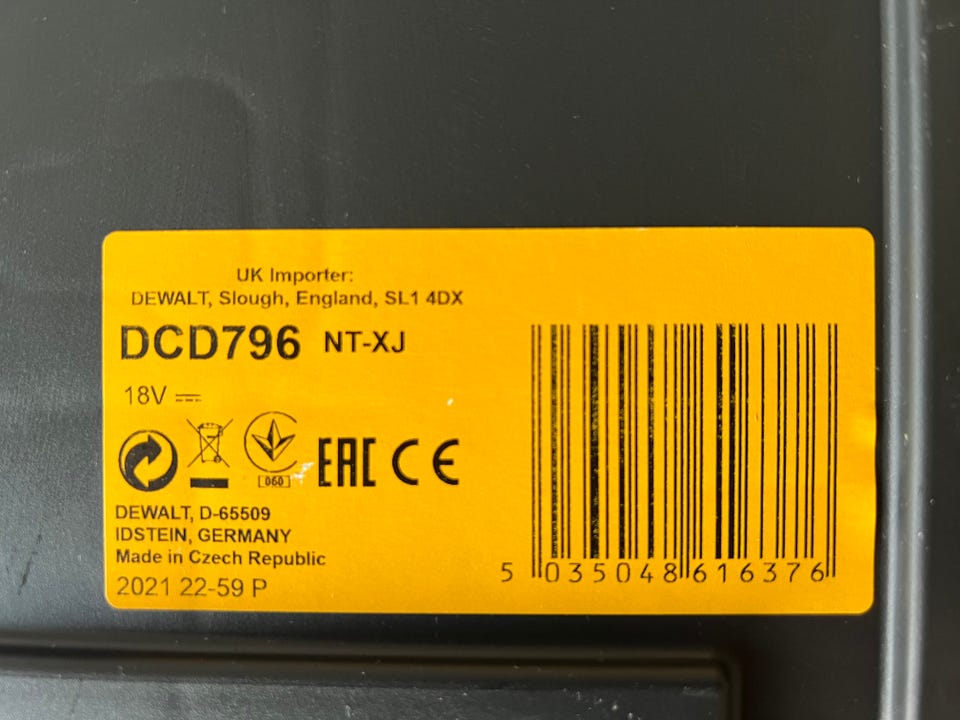 UK Importer:
DEWALT, Slough, England, SL1 4DX
DCD796 NT-XJ
18V
060
EAC CE
DEWALT, D-65509
IDSTEIN, GERMANY
Made in Czech Republic
2021 22-59 P
5 035048 616376